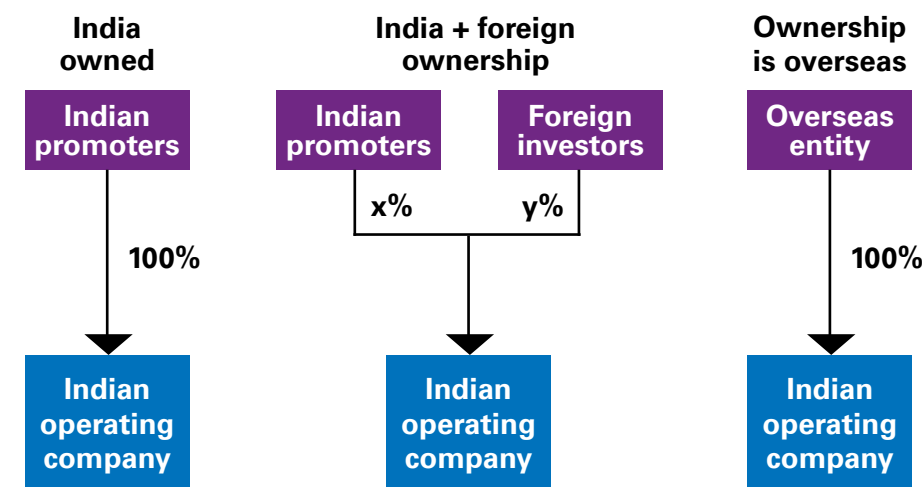 India
owned
Indian
promoters
100%
Indian
operating
company
India + foreign
ownership
Indian
promoters
Foreign
investors
x%
y%
Indian
operating
company
Ownership
is overseas
Overseas
entity
100%
Indian
operating
company